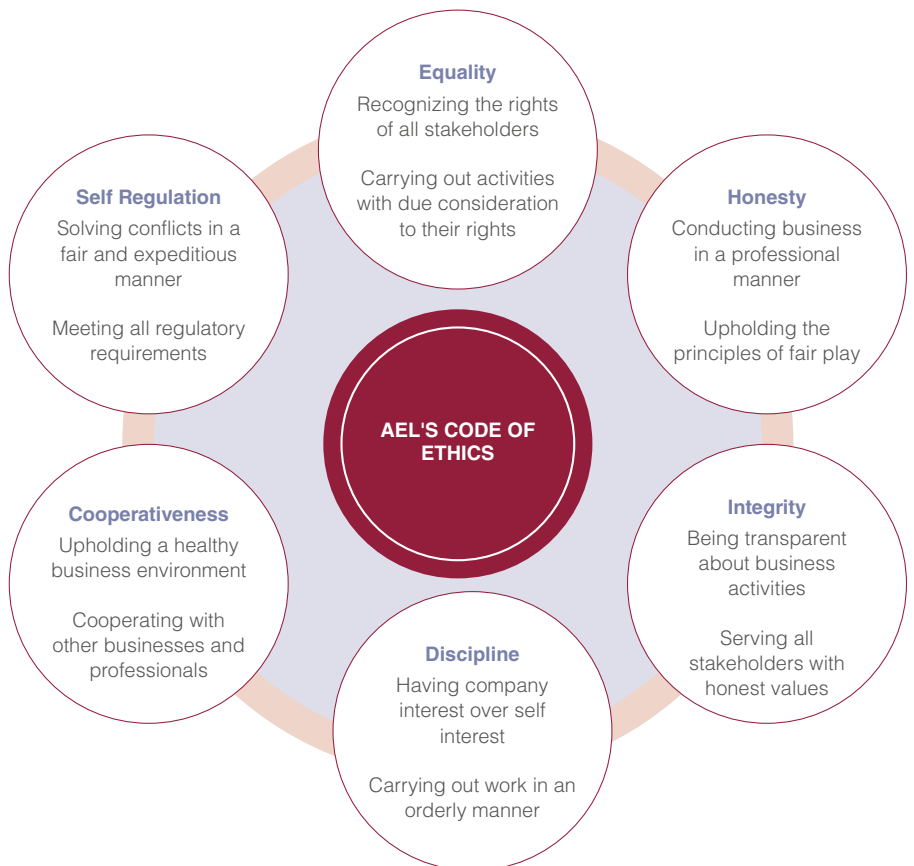 Equality
Recognizing the rights
of all stakeholders
Carrying out activities
with due consideration
to their rights
Self Regulation
Solving conflicts in a
fair and expeditious
manner
Meeting all regulatory
requirements
Honesty
Conducting business
in a professional
manner
Upholding the
principles of fair play
AEL'S CODE OF
ETHICS
Cooperativeness
Upholding a healthy
business environment
Cooperating with
other businesses and
professionals
Integrity
Being transparent
about business
activities
Serving all
stakeholders with
honest values
Discipline
Having company
interest over self
interest
Carrying out work in an
orderly manner